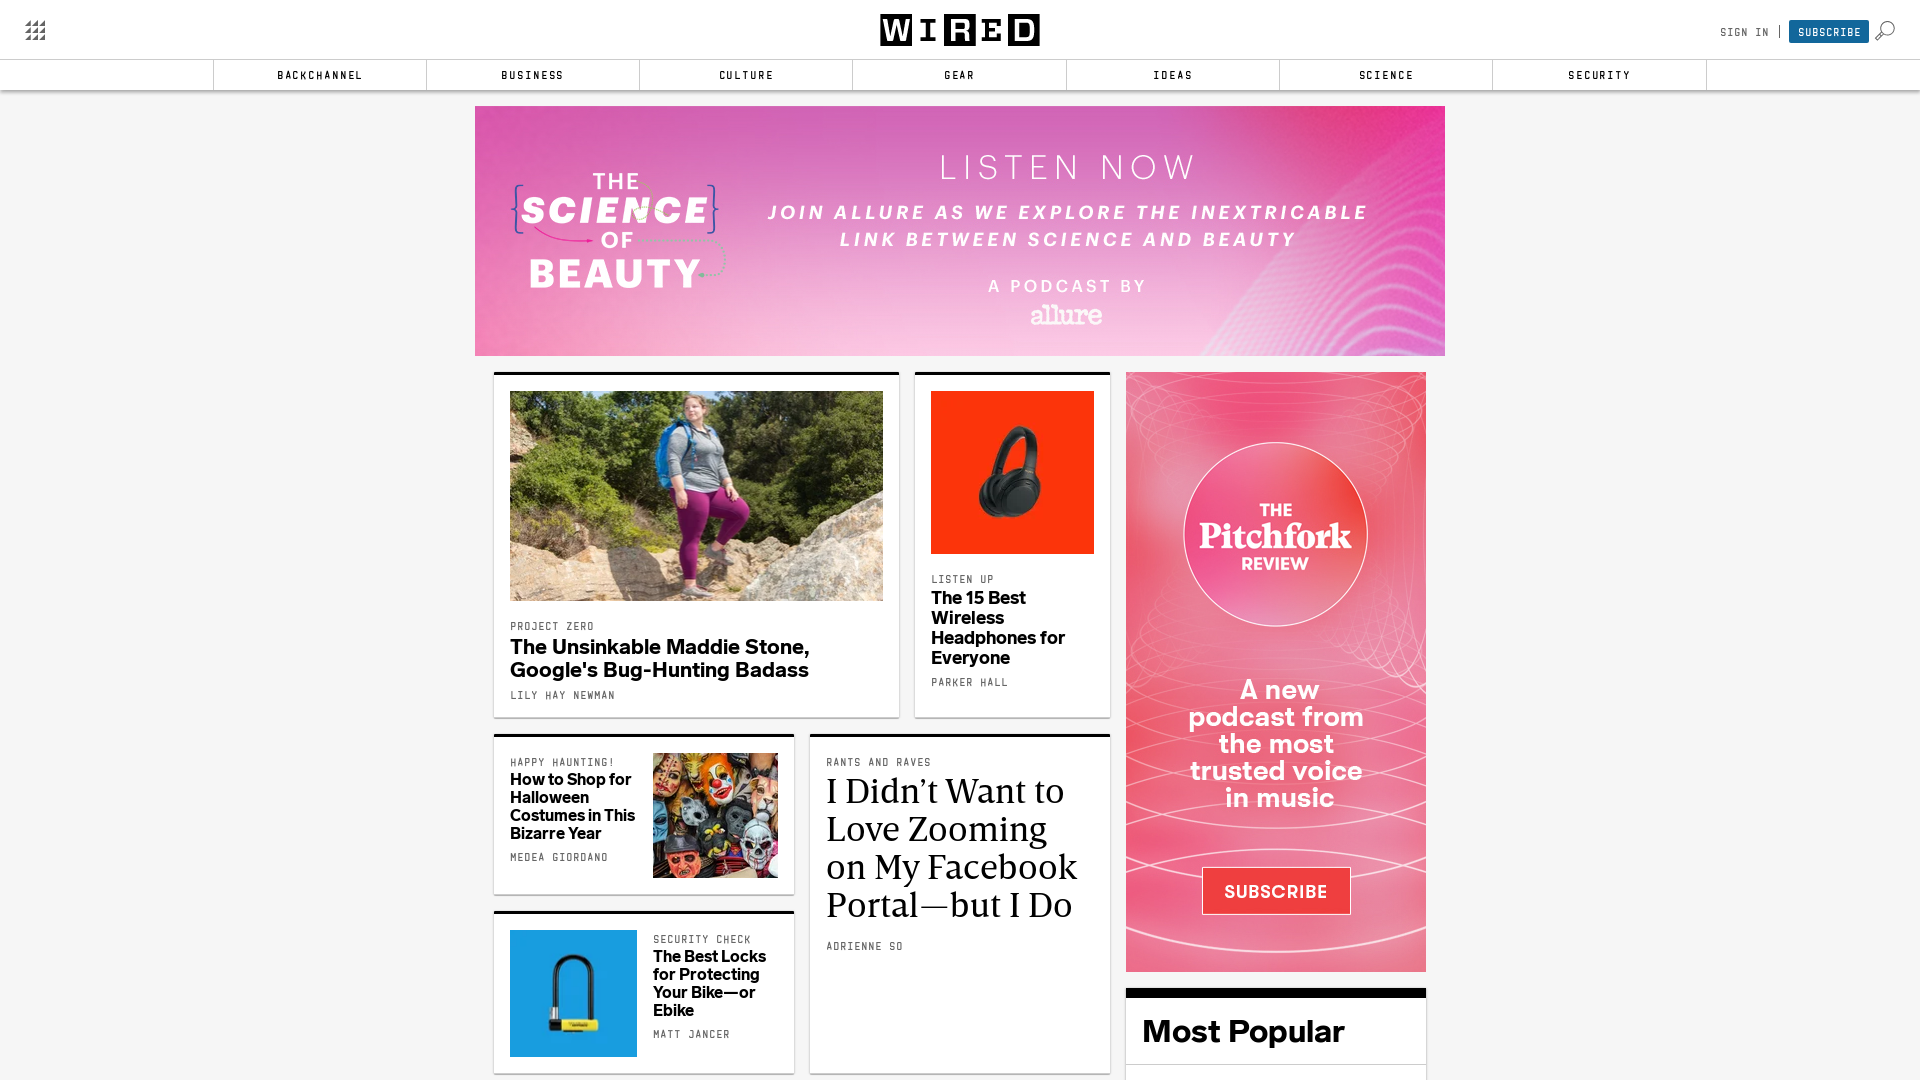 WIRED
SIGN IN
SUBSCRIBE
BACKCHANNEL
BUSINESS
CULTURE
GEAR
IDEAS
SCIENCE
SECURITY
THE
{SCIENCE}
OF
BEAUTY
LISTEN NOW
JOIN ALLURE AS WE EXPLORE THE INEXTRICABLE
LINK BETWEEN SCIENCE AND BEAUTY
A PODCAST BY
allure
PROJECT ZERO
The Unsinkable Maddie Stone,
Google's Bug-Hunting Badass
LILY HAY NEWMAN
LISTEN UP
The 15 Best
Wireless
Headphones for
Everyone
PARKER HALL
THE
Pitchfork
REVIEW
A new
podcast from
the most
trusted voice
in music
SUBSCRIBE
HAPPY HAUNTING!
How to Shop for
Halloween
Costumes in This
Bizarre Year
MEDEA GIORDANO
RANTS AND RAVES
I Didn’t Want to
Love Zooming
on My Facebook
Portal—but I Do
ADRIENNE SO
SECURITY CHECK
The Best Locks
for Protecting
Your Bike—or
Ebike
MATT JANCER
Most Popular